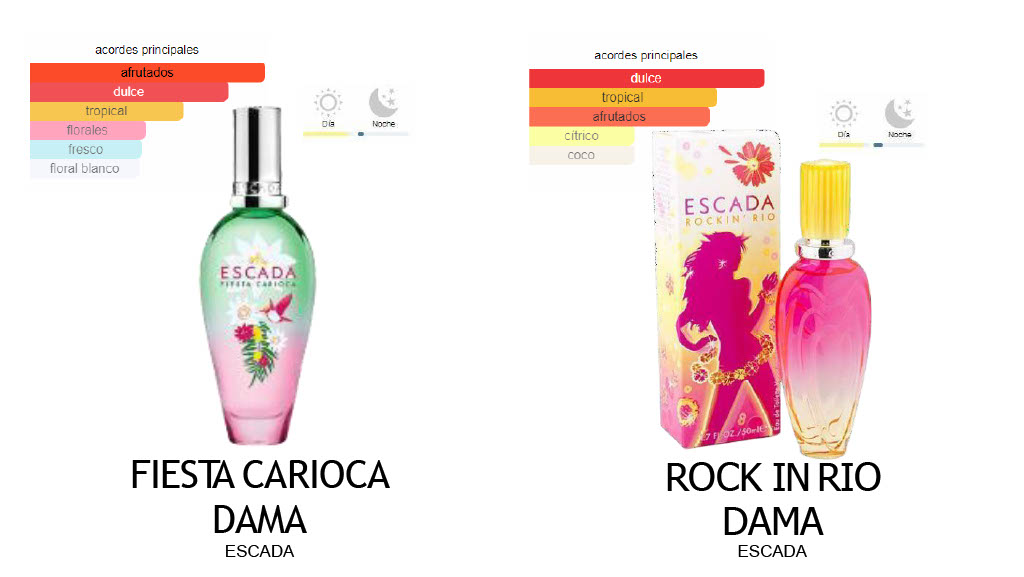 acordes principales
afrutados
dulce
tropical
florales
fresco
floral blanco
Día
Noche
ESCADA
ESCADA
FIESTA CARIOCA
FIESTA CARIOCA
DAMA
ESCADA
acordes principales
dulce
tropical
afrutados
cítrico
coco
Día
Noche
ESCADA
ROCKIN' RIO
ROCK IN RIO
DAMA
ESCADA